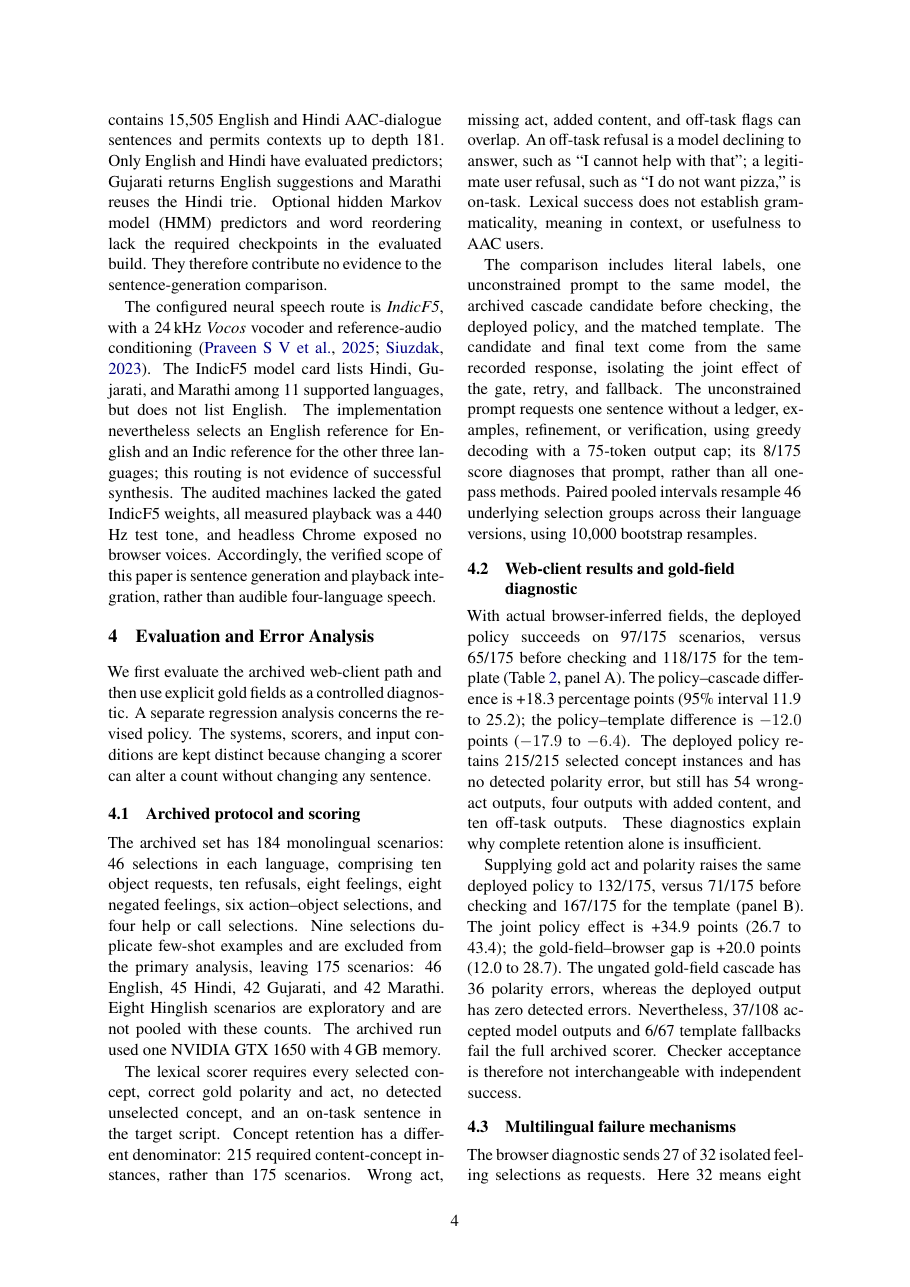 contains 15,505 English and Hindi AAC-dialogue
sentences and permits contexts up to depth 181.
Only English and Hindi have evaluated predictors;
Gujarati returns English suggestions and Marathi
reuses the Hindi trie. Optional hidden Markov
model (HMM) predictors and word reordering
lack the required checkpoints in the evaluated
build. They therefore contribute no evidence to the
sentence-generation comparison.
The configured neural speech route is IndicF5,
with a 24 kHz Vocos vocoder and reference-audio
conditioning (Praveen S V et al., 2025; Siuzdak,
2023). The IndicF5 model card lists Hindi, Gu-
jarati, and Marathi among 11 supported languages,
but does not list English. The implementation
nevertheless selects an English reference for En-
glish and an Indic reference for the other three lan-
guages; this routing is not evidence of successful
synthesis. The audited machines lacked the gated
IndicF5 weights, all measured playback was a 440
Hz test tone, and headless Chrome exposed no
browser voices. Accordingly, the verified scope of
this paper is sentence generation and playback inte-
gration, rather than audible four-language speech.
4 Evaluation and Error Analysis
We first evaluate the archived web-client path and
then use explicit gold fields as a controlled diagnos-
tic. A separate regression analysis concerns the re-
vised policy. The systems, scorers, and input con-
ditions are kept distinct because changing a scorer
can alter a count without changing any sentence.
4.1 Archived protocol and scoring
The archived set has 184 monolingual scenarios:
46 selections in each language, comprising ten
object requests, ten refusals, eight feelings, eight
negated feelings, six action–object selections, and
four help or call selections. Nine selections du-
plicate few-shot examples and are excluded from
the primary analysis, leaving 175 scenarios: 46
English, 45 Hindi, 42 Gujarati, and 42 Marathi.
Eight Hinglish scenarios are exploratory and are
not pooled with these counts. The archived run
used one NVIDIA GTX 1650 with 4 GB memory.
The lexical scorer requires every selected con-
cept, correct gold polarity and act, no detected
unselected concept, and an on-task sentence in
the target script. Concept retention has a differ-
ent denominator: 215 required content-concept in-
stances, rather than 175 scenarios. Wrong act,
missing act, added content, and off-task flags can
overlap. An off-task refusal is a model declining to
answer, such as “I cannot help with that”; a legiti-
mate user refusal, such as “I do not want pizza,” is
on-task. Lexical success does not establish gram-
maticality, meaning in context, or usefulness to
AAC users.
The comparison includes literal labels, one
unconstrained prompt to the same model, the
archived cascade candidate before checking, the
deployed policy, and the matched template. The
candidate and final text come from the same
recorded response, isolating the joint effect of
the gate, retry, and fallback. The unconstrained
prompt requests one sentence without a ledger, ex-
amples, refinement, or verification, using greedy
decoding with a 75-token output cap; its 8/175
score diagnoses that prompt, rather than all one-
pass methods. Paired pooled intervals resample 46
underlying selection groups across their language
versions, using 10,000 bootstrap resamples.
4.2 Web-client results and gold-field
diagnostic
With actual browser-inferred fields, the deployed
policy succeeds on 97/175 scenarios, versus
65/175 before checking and 118/175 for the tem-
plate (Table 2, panel A). The policy–cascade differ-
ence is +18.3 percentage points (95% interval 11.9
to 25.2); the policy–template difference is −12.0
points (−17.9 to −6.4). The deployed policy re-
tains 215/215 selected concept instances and has
no detected polarity error, but still has 54 wrong-
act outputs, four outputs with added content, and
ten off-task outputs. These diagnostics explain
why complete retention alone is insufficient.
Supplying gold act and polarity raises the same
deployed policy to 132/175, versus 71/175 before
checking and 167/175 for the template (panel B).
The joint policy effect is +34.9 points (26.7 to
43.4); the gold-field–browser gap is +20.0 points
(12.0 to 28.7). The ungated gold-field cascade has
36 polarity errors, whereas the deployed output
has zero detected errors. Nevertheless, 37/108 ac-
cepted model outputs and 6/67 template fallbacks
fail the full archived scorer. Checker acceptance
is therefore not interchangeable with independent
success.
4.3 Multilingual failure mechanisms
The browser diagnostic sends 27 of 32 isolated feel-
ing selections as requests. Here 32 means eight
4